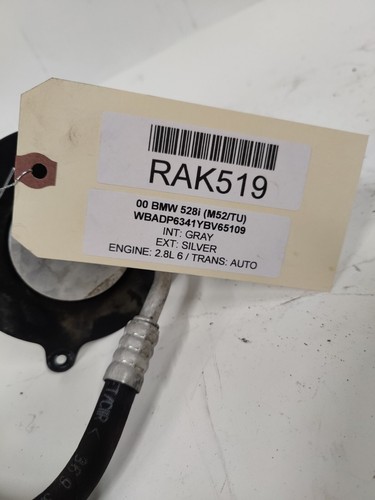 RAK519
00 BMW 528i (M52/TU)
WBADP6341YBV65109
INT: GRAY
EXT: SILVER
ENGINE: 2.8L 6 / TRANS: AUTO